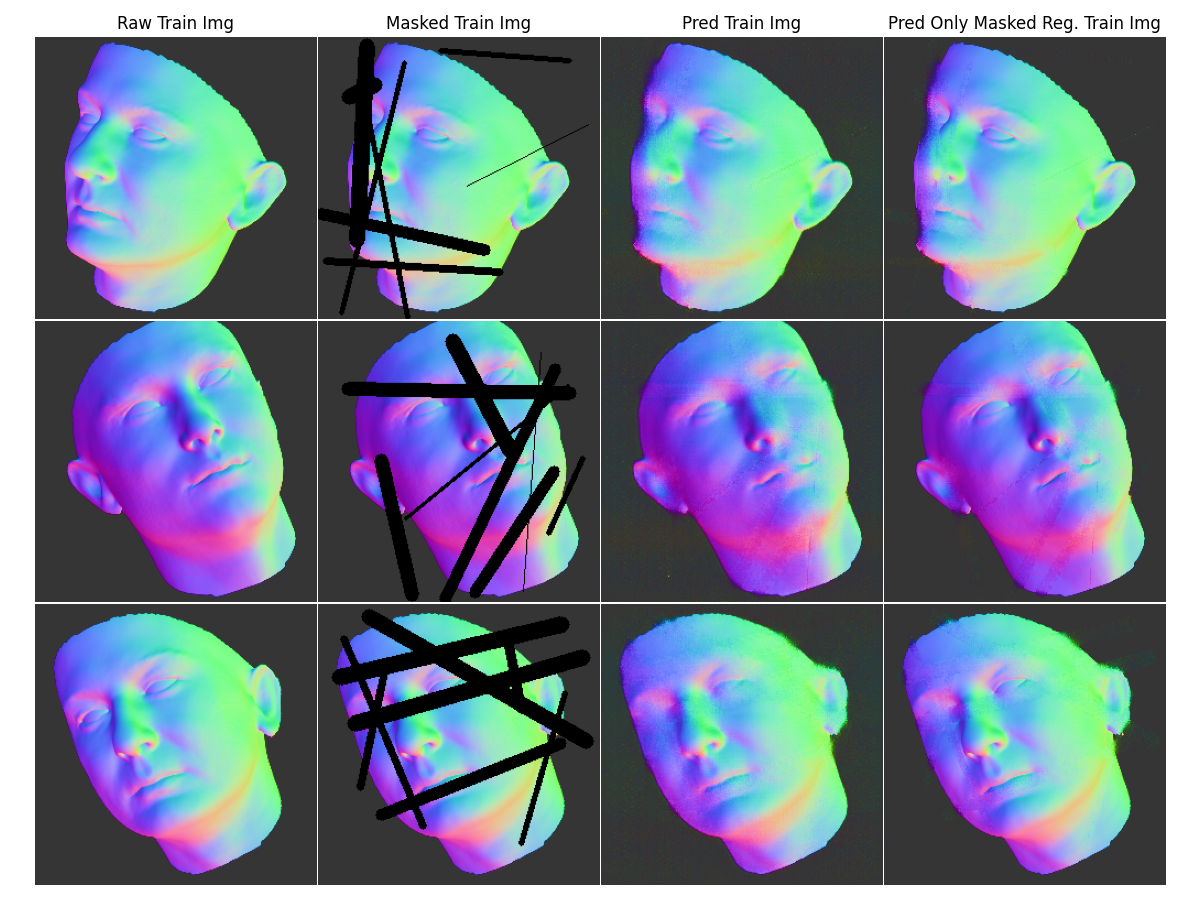 Raw Train Img
Masked Train Img
Pred Train Img
Pred Only Masked Reg. Train Img